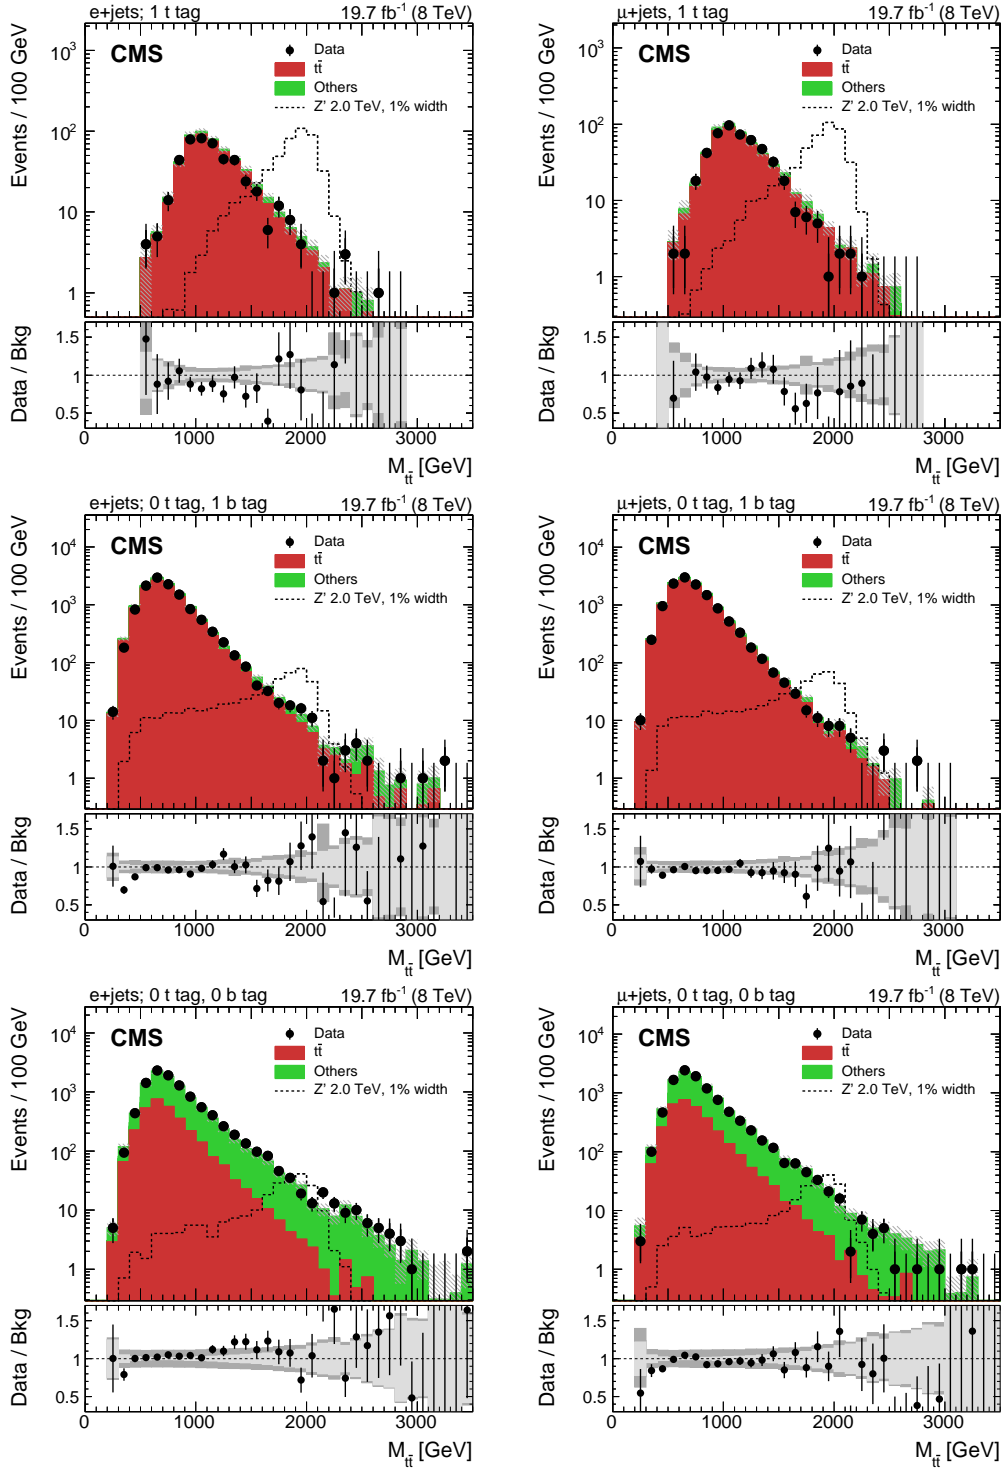 e+jets; 1 t tag 19.7 fb⁻¹ (8 TeV)
CMS
Data
tt̄
Others
Z' 2.0 TeV, 1% width
Events / 100 GeV
10³
10²
10
1
Data / Bkg
1.5
1
0.5
0 1000 2000 3000
M_tt̄ [GeV]
μ+jets, 1 t tag 19.7 fb⁻¹ (8 TeV)
CMS
Data
tt̄
Others
Z' 2.0 TeV, 1% width
Events / 100 GeV
10³
10²
10
1
Data / Bkg
1.5
1
0.5
0 1000 2000 3000
M_tt̄ [GeV]
e+jets; 0 t tag, 1 b tag 19.7 fb⁻¹ (8 TeV)
CMS
Data
tt̄
Others
Z' 2.0 TeV, 1% width
Events / 100 GeV
10⁴
10³
10²
10
1
Data / Bkg
1.5
1
0.5
0 1000 2000 3000
M_tt̄ [GeV]
μ+jets, 0 t tag, 1 b tag 19.7 fb⁻¹ (8 TeV)
CMS
Data
tt̄
Others
Z' 2.0 TeV, 1% width
Events / 100 GeV
10⁴
10³
10²
10
1
Data / Bkg
1.5
1
0.5
0 1000 2000 3000
M_tt̄ [GeV]
e+jets; 0 t tag, 0 b tag 19.7 fb⁻¹ (8 TeV)
CMS
Data
tt̄
Others
Z' 2.0 TeV, 1% width
Events / 100 GeV
10⁴
10³
10²
10
1
Data / Bkg
1.5
1
0.5
0 1000 2000 3000
M_tt̄ [GeV]
μ+jets, 0 t tag, 0 b tag 19.7 fb⁻¹ (8 TeV)
CMS
Data
tt̄
Others
Z' 2.0 TeV, 1% width
Events / 100 GeV
10⁴
10³
10²
10
1
Data / Bkg
1.5
1
0.5
0 1000 2000 3000
M_tt̄ [GeV]